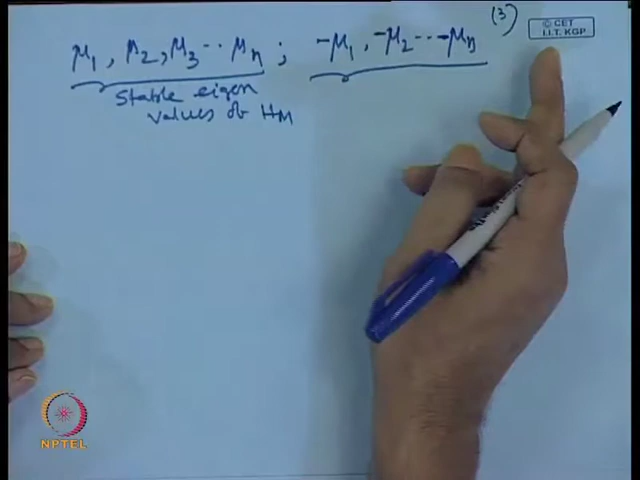 μ1, μ2, μ3 ·· μn ; -μ1, -μ2 ··· -μn
(3)
© CET
I.I.T. KGP
stable eigen
values of HM
NPTEL